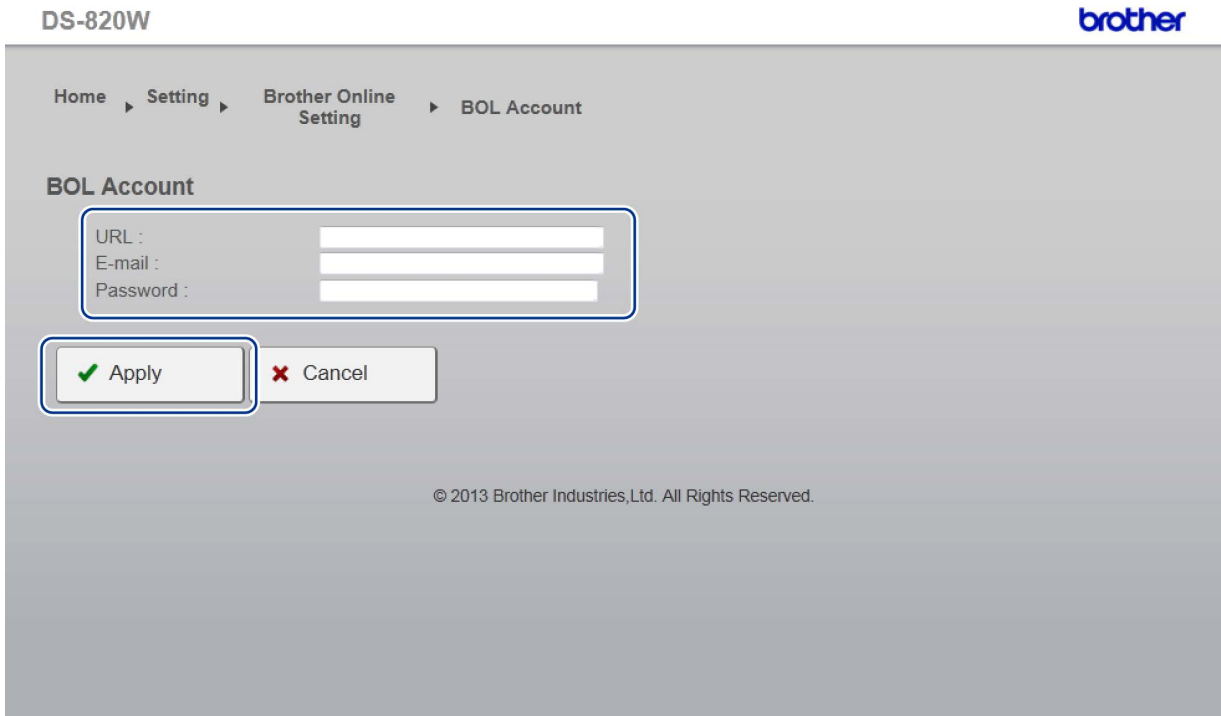 DS-820W
brother
Home Setting Brother Online Setting BOL Account
BOL Account
URL :
E-mail :
Password :
Apply Cancel
© 2013 Brother Industries,Ltd. All Rights Reserved.